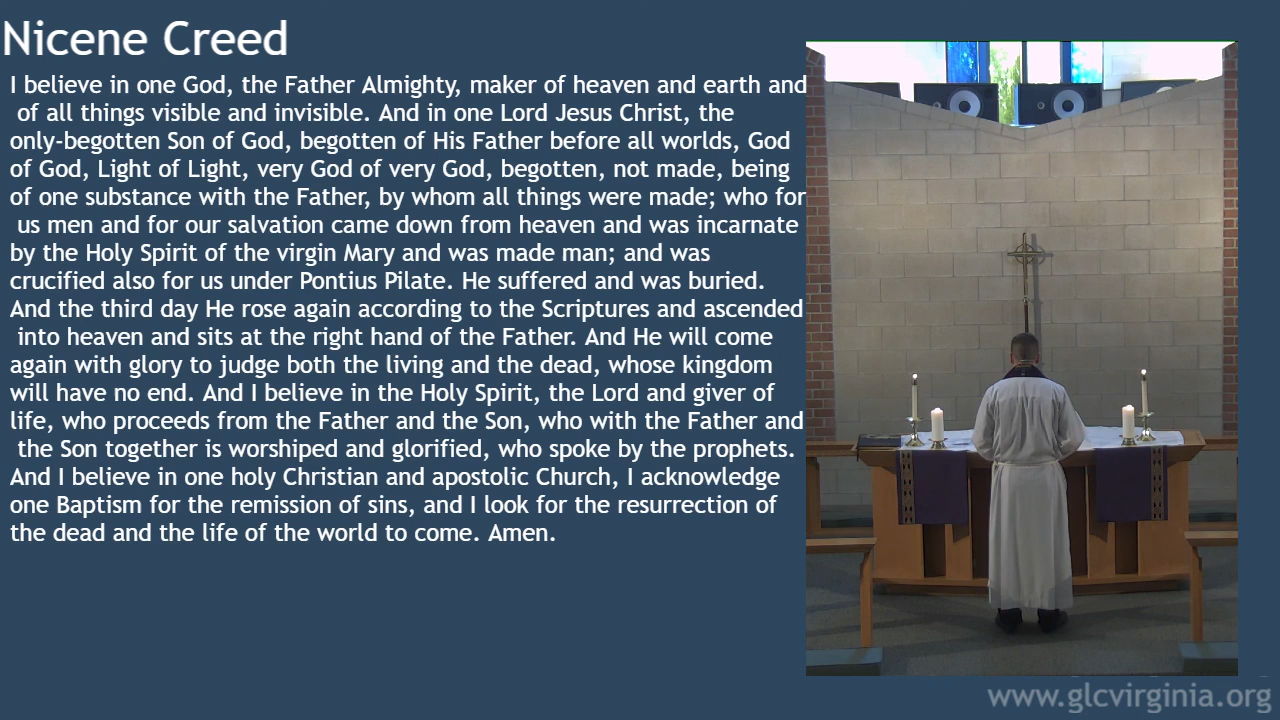 Nicene Creed
I believe in one God, the Father Almighty, maker of heaven and earth and
of all things visible and invisible. And in one Lord Jesus Christ, the
only-begotten Son of God, begotten of His Father before all worlds, God
of God, Light of Light, very God of very God, begotten, not made, being
of one substance with the Father, by whom all things were made; who for
us men and for our salvation came down from heaven and was incarnate
by the Holy Spirit of the virgin Mary and was made man; and was
crucified also for us under Pontius Pilate. He suffered and was buried.
And the third day He rose again according to the Scriptures and ascended
into heaven and sits at the right hand of the Father. And He will come
again with glory to judge both the living and the dead, whose kingdom
will have no end. And I believe in the Holy Spirit, the Lord and giver of
life, who proceeds from the Father and the Son, who with the Father and
the Son together is worshiped and glorified, who spoke by the prophets.
And I believe in one holy Christian and apostolic Church, I acknowledge
one Baptism for the remission of sins, and I look for the resurrection of
the dead and the life of the world to come. Amen.
www.glcvirginia.org